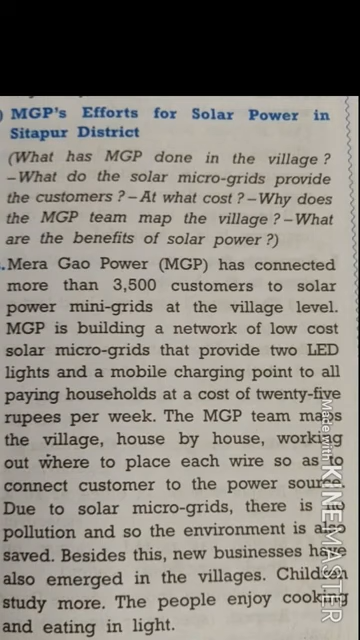 ) MGP's Efforts for Solar Power in
Sitapur District
(What has MGP done in the village ?
–What do the solar micro-grids provide
the customers ?–At what cost ?–Why does
the MGP team map the village ?–What
are the benefits of solar power ?)
. Mera Gao Power (MGP) has connected
more than 3,500 customers to solar
power mini-grids at the village level.
MGP is building a network of low cost
solar micro-grids that provide two LED
lights and a mobile charging point to all
paying households at a cost of twenty-five
rupees per week. The MGP team maps
the village, house by house, working
out where to place each wire so as to
connect customer to the power source.
Due to solar micro-grids, there is no
pollution and so the environment is also
saved. Besides this, new businesses have
also emerged in the villages. Children
study more. The people enjoy cooking
and eating in light.
Made with KINEMASTER